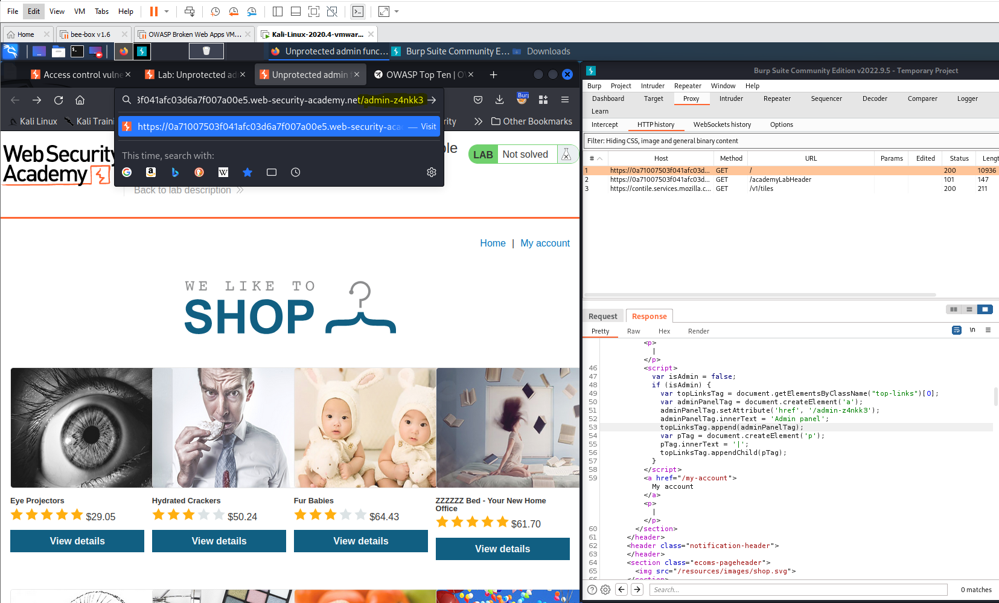 File Edit View VM Tabs Help
Home bee-box v1.6 OWASP Broken Web Apps VM... Kali-Linux-2020.4-vmwar...
Unprotected admin func... Burp Suite Community E... Downloads
Access control vulne Lab: Unprotected ad Unprotected admin f OWASP Top Ten | O
3f041afc03d6a7f007a00e5.web-security-academy.net/admin-z4nkk3
Burp
Kali Linux Kali Traini rity Other Bookmarks
https://0a71007503f041afc03d6a7f007a00e5.web-security-aca — Visit
This time, search with:
WebSecurity
Academy
ble
LAB Not solved
Back to lab description
Home | My account
WE LIKE TO
SHOP
Eye Projectors
$29.05
View details
Hydrated Crackers
$50.24
View details
Fur Babies
$64.43
View details
ZZZZZZ Bed - Your New Home
Office
$61.70
View details
Burp Suite Community Edition v2022.9.5 - Temporary Project
Burp Project Intruder Repeater Window Help
Dashboard Target Proxy Intruder Repeater Sequencer Decoder Comparer Logger
Learn
Intercept HTTP history WebSockets history Options
Filter: Hiding CSS, image and general binary content
# Host Method URL Params Edited Status Lengt
1 https://0a71007503f041afc03d... GET / 200 10936
2 https://0a71007503f041afc03d... GET /academyLabHeader 101 147
3 https://contile.services.mozilla.c... GET /v1/tiles 200 211
Request Response
Pretty Raw Hex Render \n
<p>
|
</p>
46 <script>
47 var isAdmin = false;
48 if (isAdmin) {
49 var topLinksTag = document.getElementsByClassName("top-links")[0];
50 var adminPanelTag = document.createElement('a');
51 adminPanelTag.setAttribute('href', '/admin-z4nkk3');
52 adminPanelTag.innerText = 'Admin panel';
53 topLinksTag.append(adminPanelTag);
54 var pTag = document.createElement('p');
55 pTag.innerText = '|';
56 topLinksTag.appendChild(pTag);
57 }
58 </script>
59 <a href="/my-account">
My account
</a>
<p>
|
</p>
60 </section>
61 </header>
62 <header class="notification-header">
63 </header>
64 <section class="ecoms-pageheader">
65 <img src="/resources/images/shop.svg">
66 </section>
Search...
0 matches